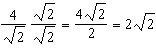 4/√2 √2/√2 = 4√2/2 = 2√2